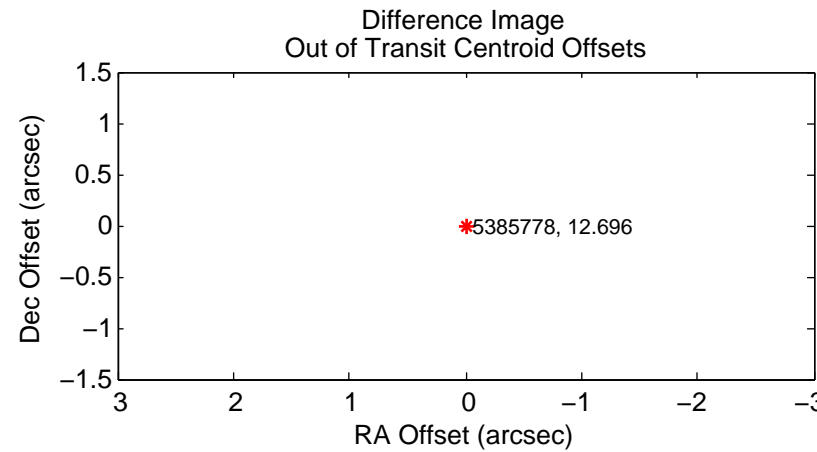 Difference Image
Out of Transit Centroid Offsets
Dec Offset (arcsec)
1.5
1
0.5
0
−0.5
−1
−1.5
5385778, 12.696
3 2 1 0 −1 −2 −3
RA Offset (arcsec)